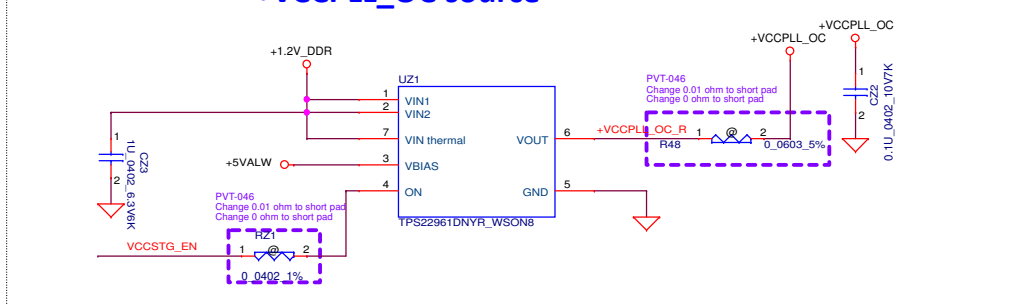 +VCCPLL_OC source
+1.2V_DDR
+VCCPLL_OC
+VCCPLL_OC
UZ1
1
VIN1
2
VIN2
7
VIN thermal
VOUT
6
+5VALW
3
VBIAS
4
ON
GND
5
TPS22961DNYR_WSON8
1
2
CZ3
1U_0402_6.3V6K
PVT-046
Change 0.01 ohm to short pad
Change 0 ohm to short pad
VCCSTG_EN
RZ1
1
@
2
0_0402_1%
PVT-046
Change 0.01 ohm to short pad
Change 0 ohm to short pad
+VCCPLL_OC_R
1
@
2
R48
0_0603_5%
1
2
CZ2
0.1U_0402_10V7K